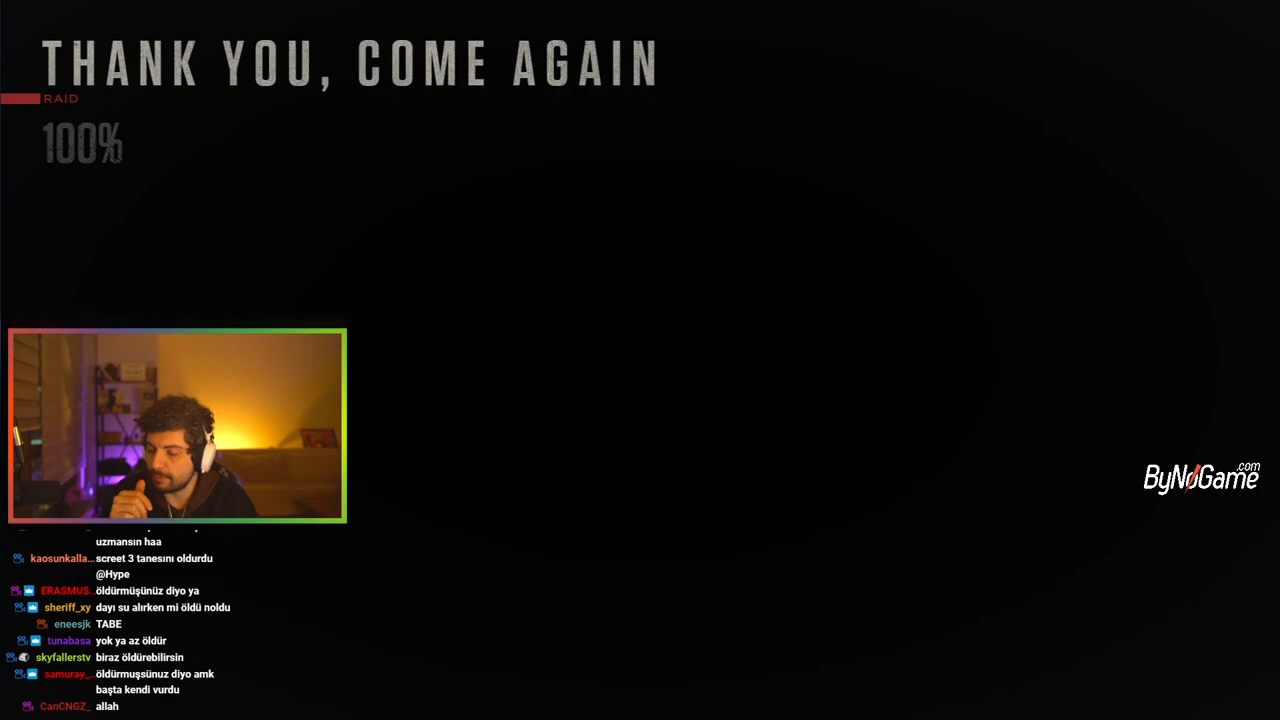 THANK YOU, COME AGAIN
RAID
100%
ByNoGame
.com
uzmansın haa
kaosunkalla... screet 3 tanesını oldurdu
@Hype
ERASMUS... öldürmüşünüz diyo ya
sheriff_xy dayı su alırken mi öldü noldu
eneesjk TABE
tunabasa yok ya az öldür
skyfallerstv biraz öldürebilirsin
samuray_... öldürmuşsünuz diyo amk
başta kendi vurdu
CanCNGZ_ allah